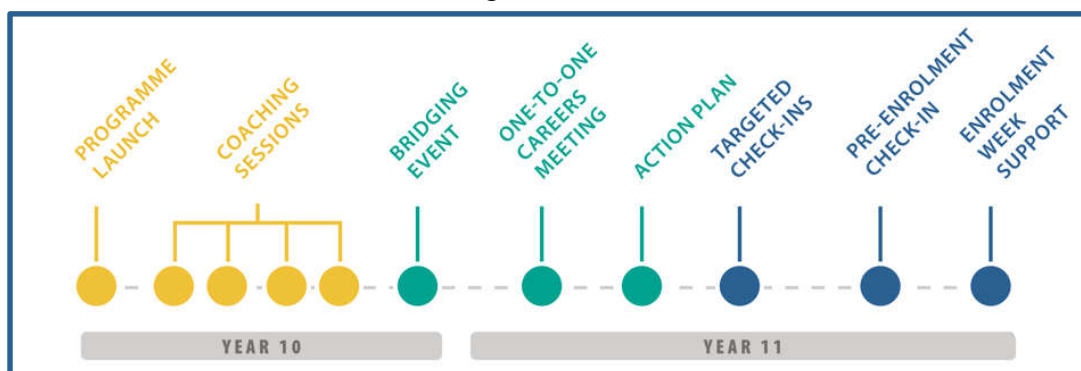 PROGRAMME
LAUNCH
COACHING
SESSIONS
BRIDGING
EVENT
ONE-TO-ONE
CAREERS
MEETING
ACTION PLAN
TARGETED
CHECK-INS
PRE-ENROLMENT
CHECK-IN
ENROLMENT
WEEK
SUPPORT
YEAR 10
YEAR 11